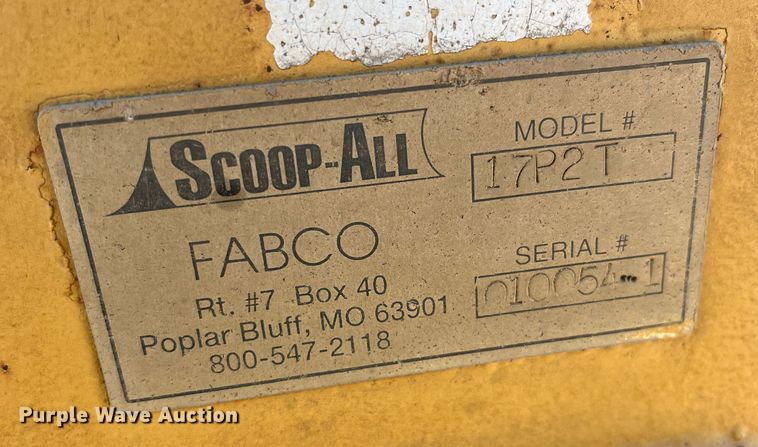 SCOOP-ALL
FABCO
Rt. #7 Box 40
Poplar Bluff, MO 63901
800-547-2118
MODEL #
17P2T
SERIAL #
010054-1
Purple Wave Auction